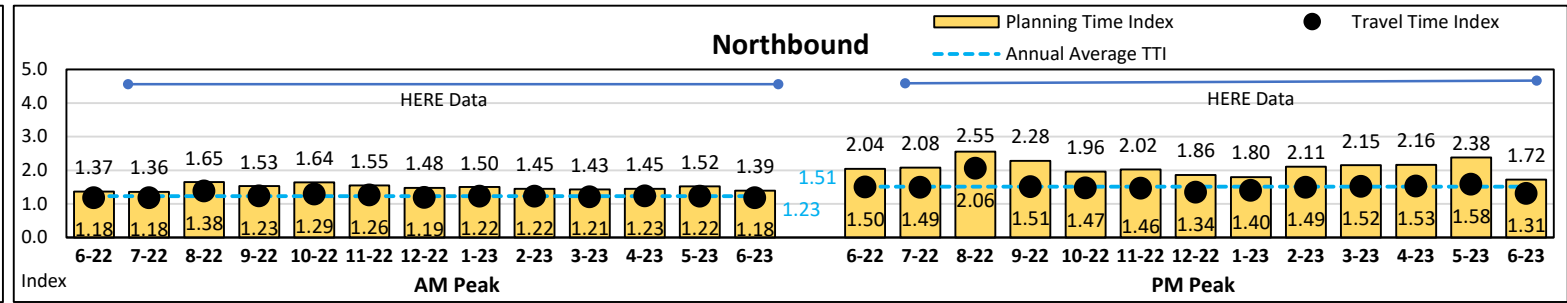 Northbound
Planning Time Index
Travel Time Index
Annual Average TTI
5.0
4.0
3.0
2.0
1.0
0.0
HERE Data
HERE Data
1.37 1.36 1.65 1.53 1.64 1.55 1.48 1.50 1.45 1.43 1.45 1.52 1.39
2.04 2.08 2.55 2.28 1.96 2.02 1.86 1.80 2.11 2.15 2.16 2.38 1.72
1.51
1.23
1.18 1.18 1.38 1.23 1.29 1.26 1.19 1.22 1.22 1.21 1.23 1.22 1.18
1.50 1.49 2.06 1.51 1.47 1.46 1.34 1.40 1.49 1.52 1.53 1.58 1.31
6-22 7-22 8-22 9-22 10-22 11-22 12-22 1-23 2-23 3-23 4-23 5-23 6-23
6-22 7-22 8-22 9-22 10-22 11-22 12-22 1-23 2-23 3-23 4-23 5-23 6-23
Index
AM Peak
PM Peak